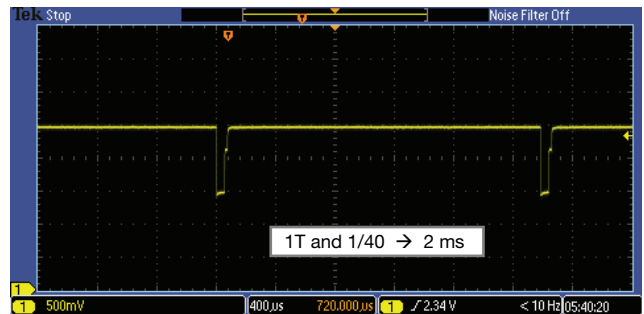 Tek Stop Noise Filter Off
T T
1T and 1/40 → 2 ms
1
1 500mV 400µs 720.000µs 1 2.34 V < 10 Hz 05:40:20